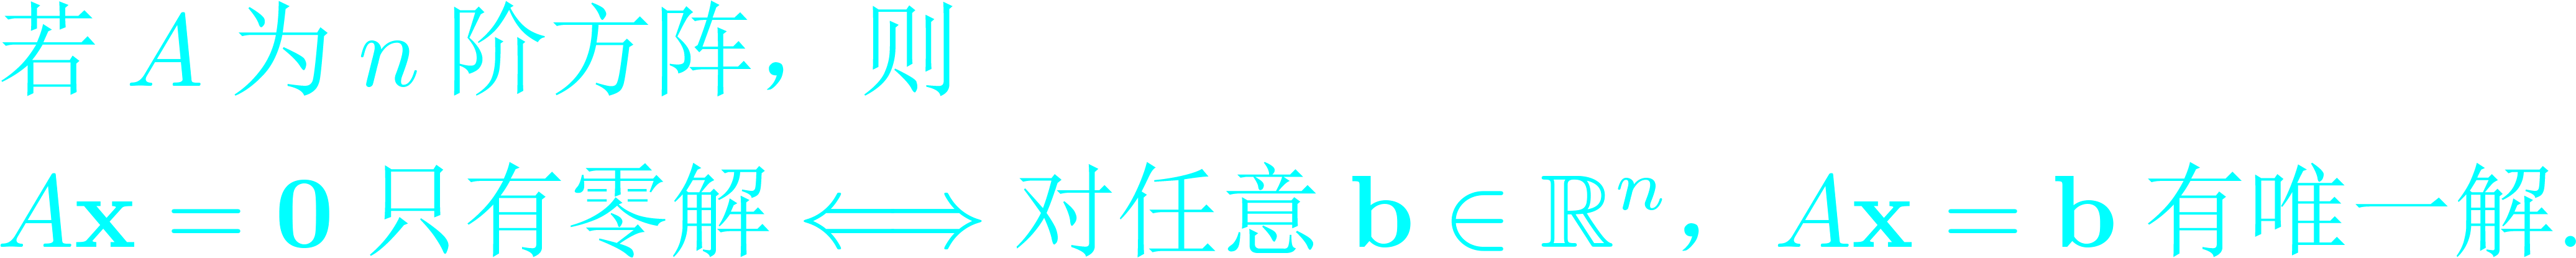 若 A 为 n 阶方阵，则
Ax = 0 只有零解 ⟺ 对任意 b ∈ ℝⁿ，Ax = b 有唯一解.